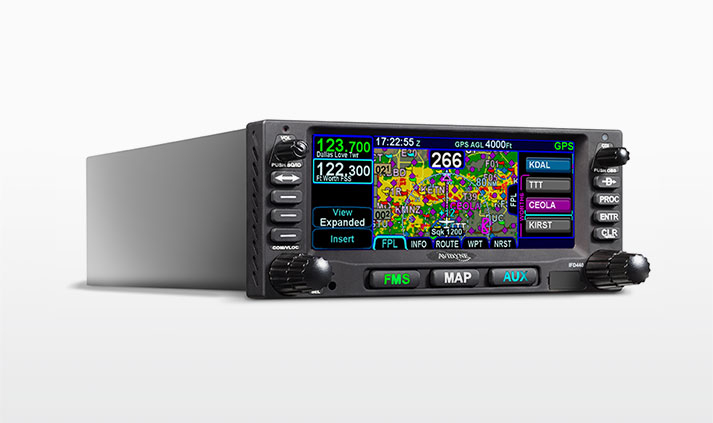 VOL
123.700
Dallas Love Twr
122.300
Ft Worth FSS
View
Expanded
Insert
17:22:55 Z
GPS AGL 4000Ft
GPS
266
F01
KMNZ
Sqk 1200
FPL
FPL INFO ROUTE WPT NRST
KDAL
TTT
CEOLA
KIRST
PUSH SQ/ID
COM/VLOC
PROC
ENTR
CLR
AVIDYNE
IFD440
FMS
MAP
AUX